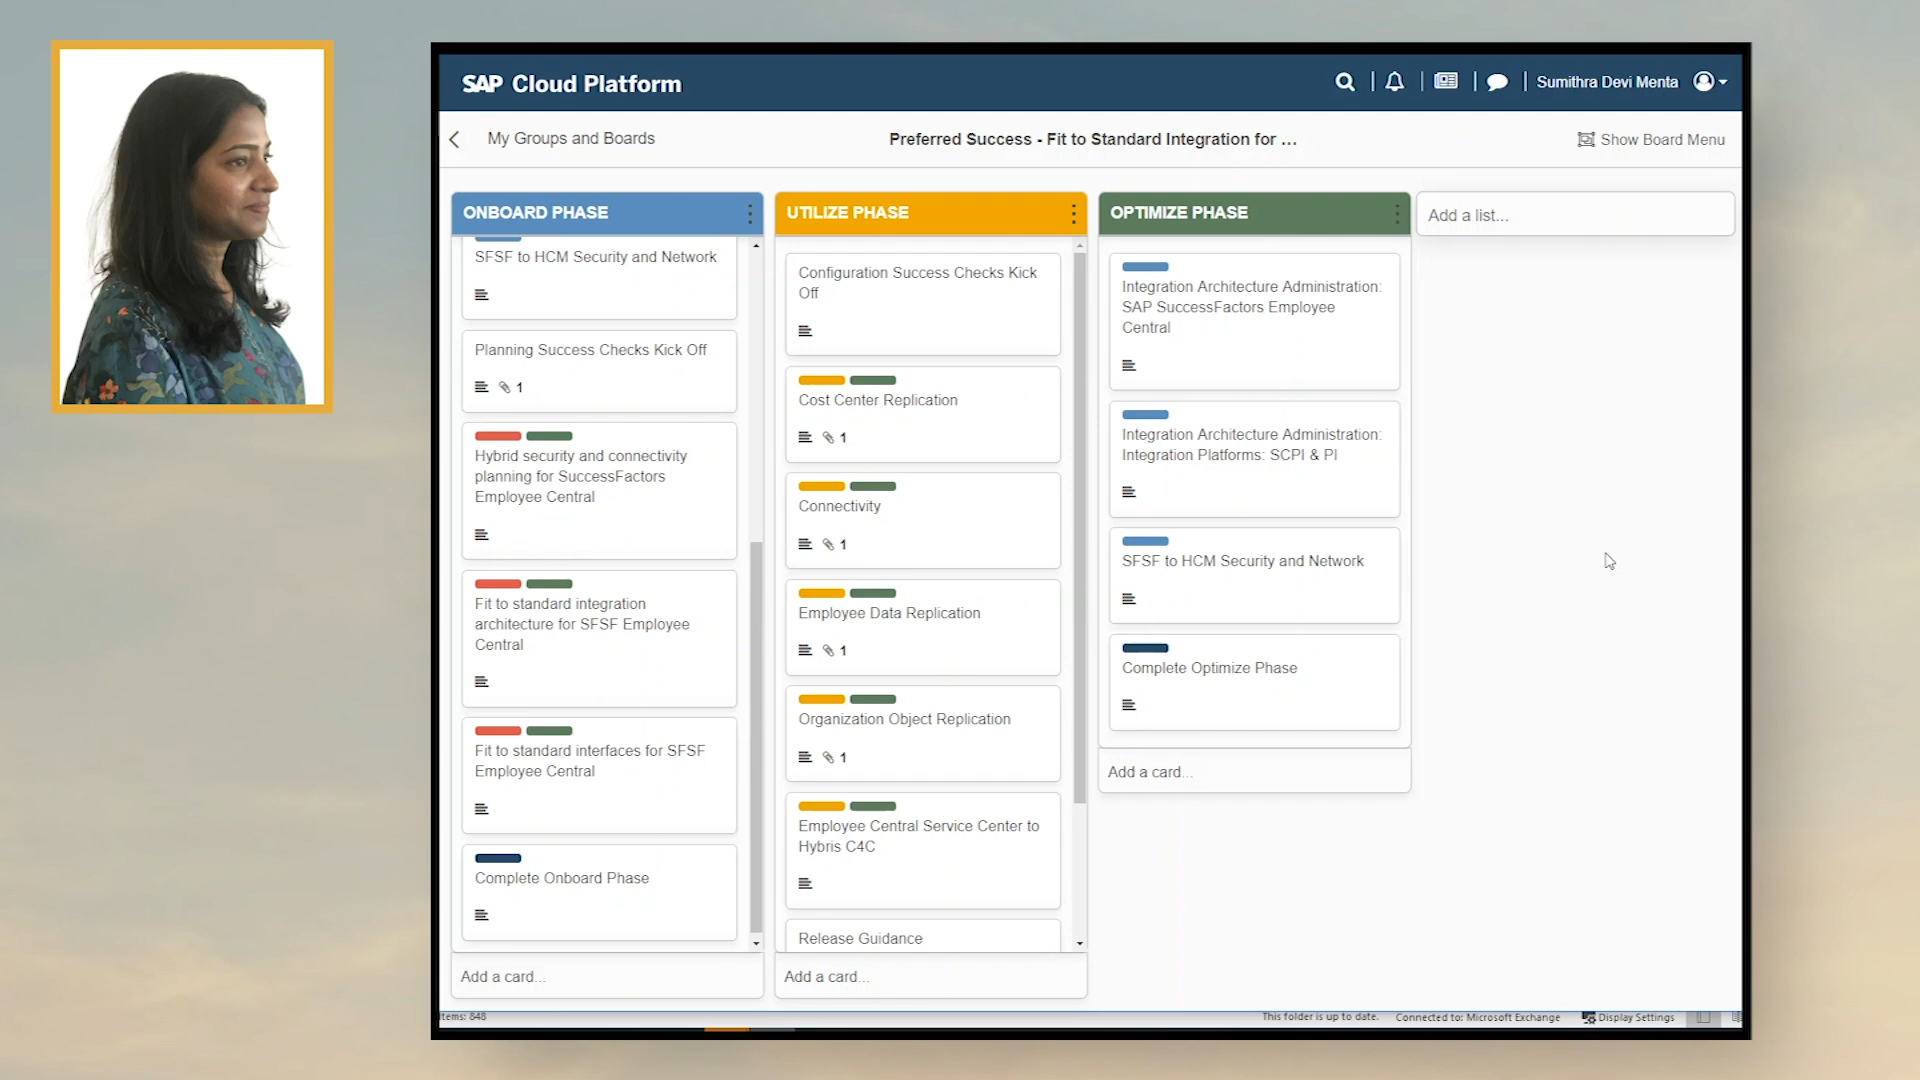 SAP Cloud Platform
Sumithra Devi Menta
My Groups and Boards
Preferred Success - Fit to Standard Integration for ...
Show Board Menu
ONBOARD PHASE
SFSF to HCM Security and Network
Planning Success Checks Kick Off
1
Hybrid security and connectivity
planning for SuccessFactors
Employee Central
Fit to standard integration
architecture for SFSF Employee
Central
Fit to standard interfaces for SFSF
Employee Central
Complete Onboard Phase
Add a card...
UTILIZE PHASE
Configuration Success Checks Kick
Off
Cost Center Replication
1
Connectivity
1
Employee Data Replication
1
Organization Object Replication
1
Employee Central Service Center to
Hybris C4C
Release Guidance
Add a card...
OPTIMIZE PHASE
Integration Architecture Administration:
SAP SuccessFactors Employee
Central
Integration Architecture Administration:
Integration Platforms: SCPI & PI
SFSF to HCM Security and Network
Complete Optimize Phase
Add a card...
Add a list...
Items: 848
This folder is up to date.
Connected to: Microsoft Exchange
Display Settings